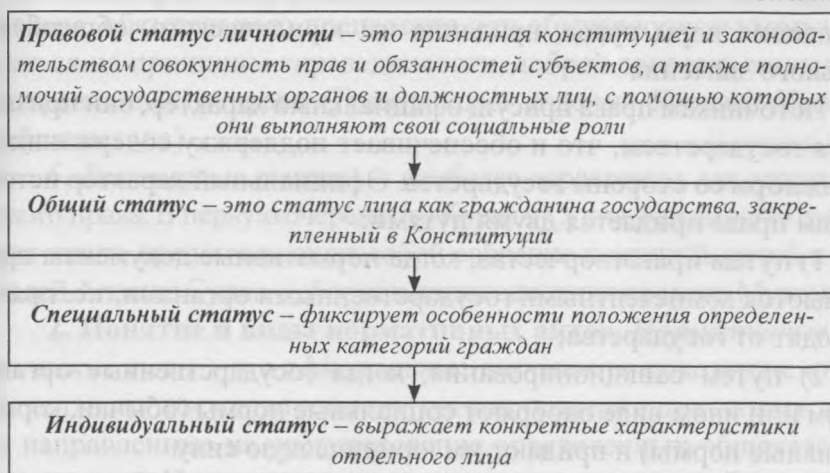 Правовой статус личности – это признанная конституцией и законода-
тельством совокупность прав и обязанностей субъектов, а также полно-
мочий государственных органов и должностных лиц, с помощью которых
они выполняют свои социальные роли
Общий статус – это статус лица как гражданина государства, закре-
пленный в Конституции
Специальный статус – фиксирует особенности положения определен-
ных категорий граждан
Индивидуальный статус – выражает конкретные характеристики
отдельного лица